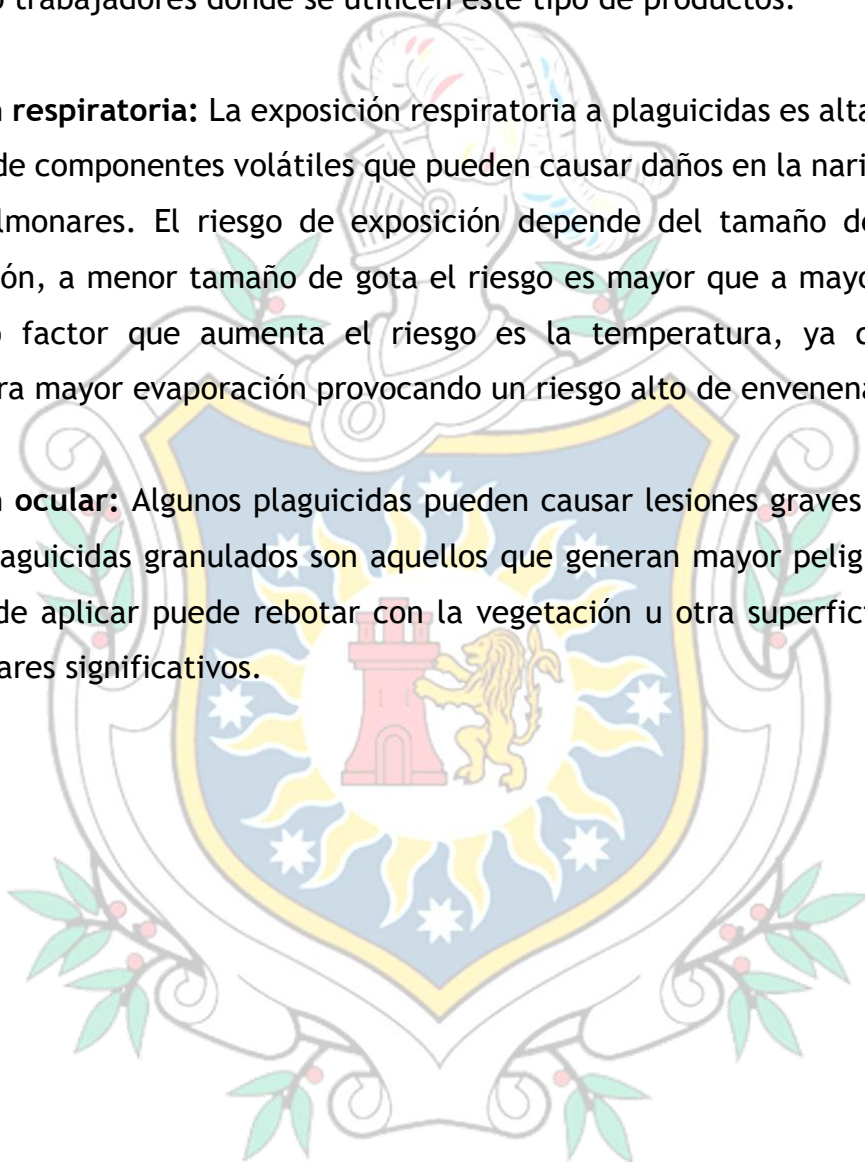 trabajadores donde se utilicen este tipo de productos.
respiratoria: La exposición respiratoria a plaguicidas es alta
de componentes volátiles que pueden causar daños en la nari
lmonares. El riesgo de exposición depende del tamaño d
ón, a menor tamaño de gota el riesgo es mayor que a mayo
factor que aumenta el riesgo es la temperatura, ya
ra mayor evaporación provocando un riesgo alto de envenena
ocular: Algunos plaguicidas pueden causar lesiones graves
aguicidas granulados son aquellos que generan mayor pelig
de aplicar puede rebotar con la vegetación u otra superfic
ares significativos.